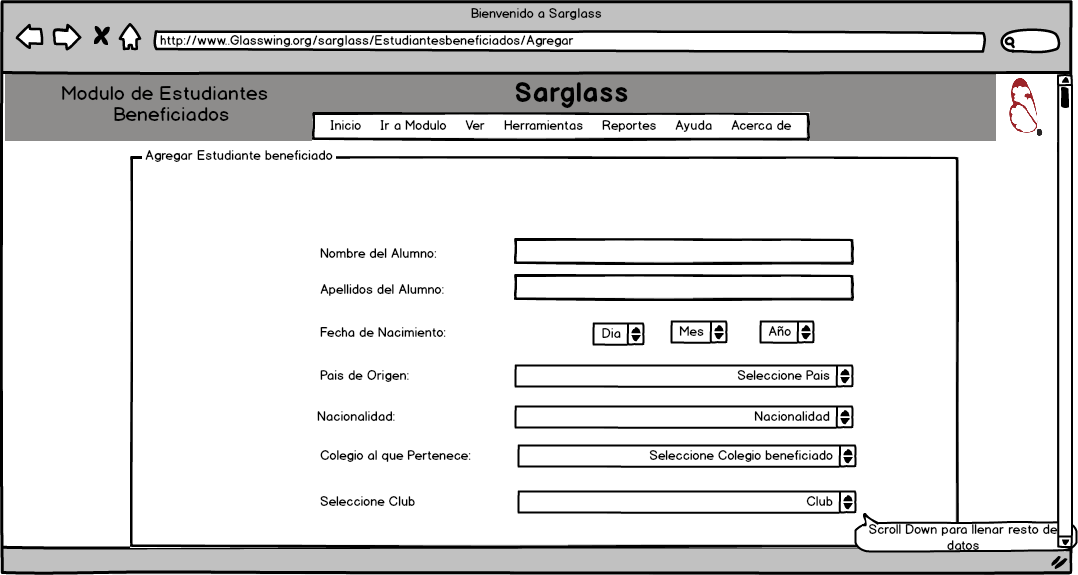 Bienvenido a Sarglass
http://www..Glasswing.org/sarglass/Estudiantesbeneficiados/Agregar
Modulo de Estudiantes
Beneficiados
Sarglass
Inicio Ir a Modulo Ver Herramientas Reportes Ayuda Acerca de
Agregar Estudiante beneficiado
Nombre del Alumno:
Apellidos del Alumno:
Fecha de Nacimiento: Dia Mes Año
Pais de Origen: Seleccione Pais
Nacionalidad: Nacionalidad
Colegio al que Pertenece: Seleccione Colegio beneficiado
Seleccione Club Club
Scroll Down para llenar resto de
datos